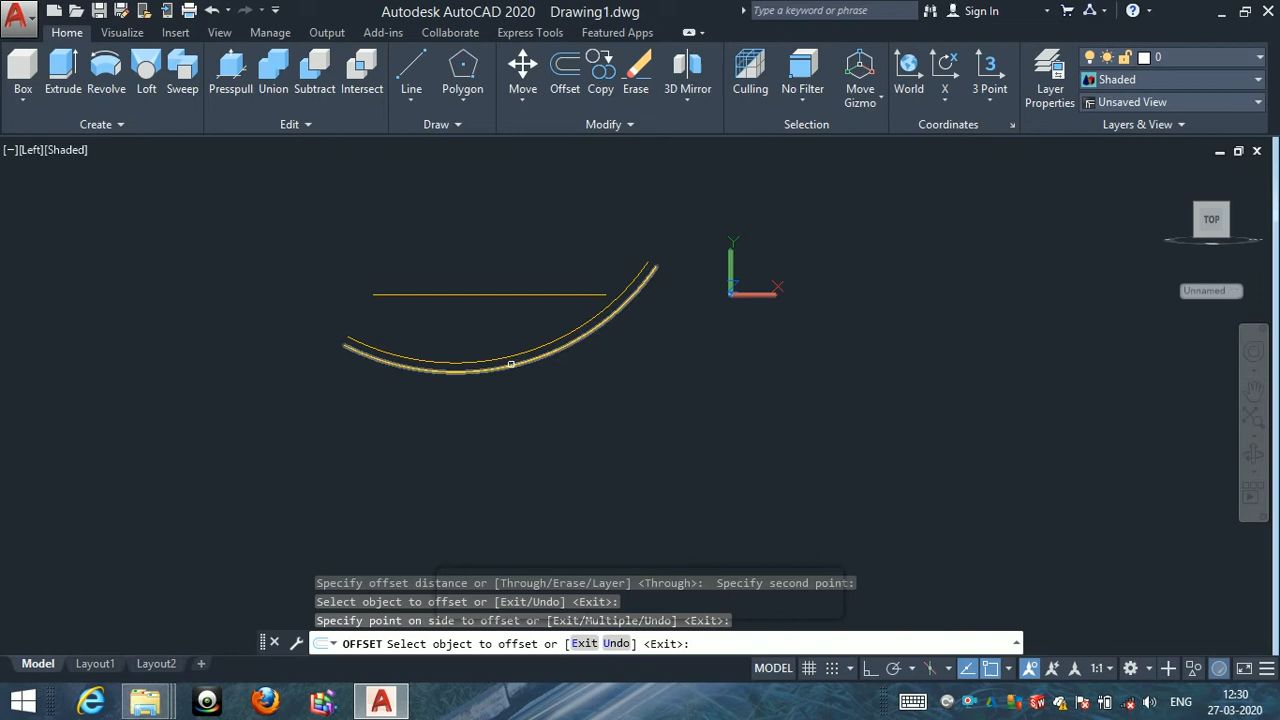 Autodesk AutoCAD 2020 Drawing1.dwg
Type a keyword or phrase
Sign In
Home Visualize Insert View Manage Output Add-ins Collaborate Express Tools Featured Apps
0
Shaded
Unsaved View
Box Extrude Revolve Loft Sweep Presspull Union Subtract Intersect Line Polygon Move Offset Copy Erase 3D Mirror Culling No Filter Move Gizmo World X 3 Point Layer Properties
Create Edit Draw Modify Selection Coordinates Layers & View
[−][Left][Shaded]
TOP
Y
X
Z
Unnamed
Specify offset distance or [Through/Erase/Layer] <Through>: Specify second point:
Select object to offset or [Exit/Undo] <Exit>:
Specify point on side to offset or [Exit/Multiple/Undo] <Exit>:
OFFSET Select object to offset or [Exit Undo] <Exit>:
Model Layout1 Layout2 +
MODEL
1:1
ENG
12:30
27-03-2020